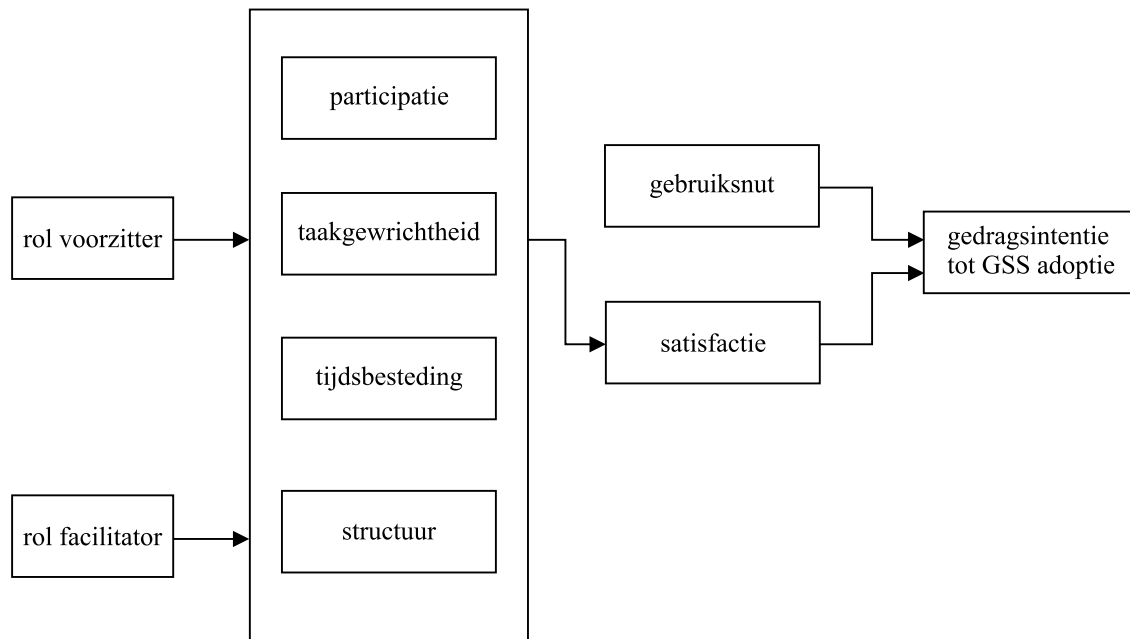 participatie
gebruiksnut
rol voorzitter
taakgewrichtheid
gedragsintentie
tot GSS adoptie
satisfactie
tijdsbesteding
rol facilitator
structuur